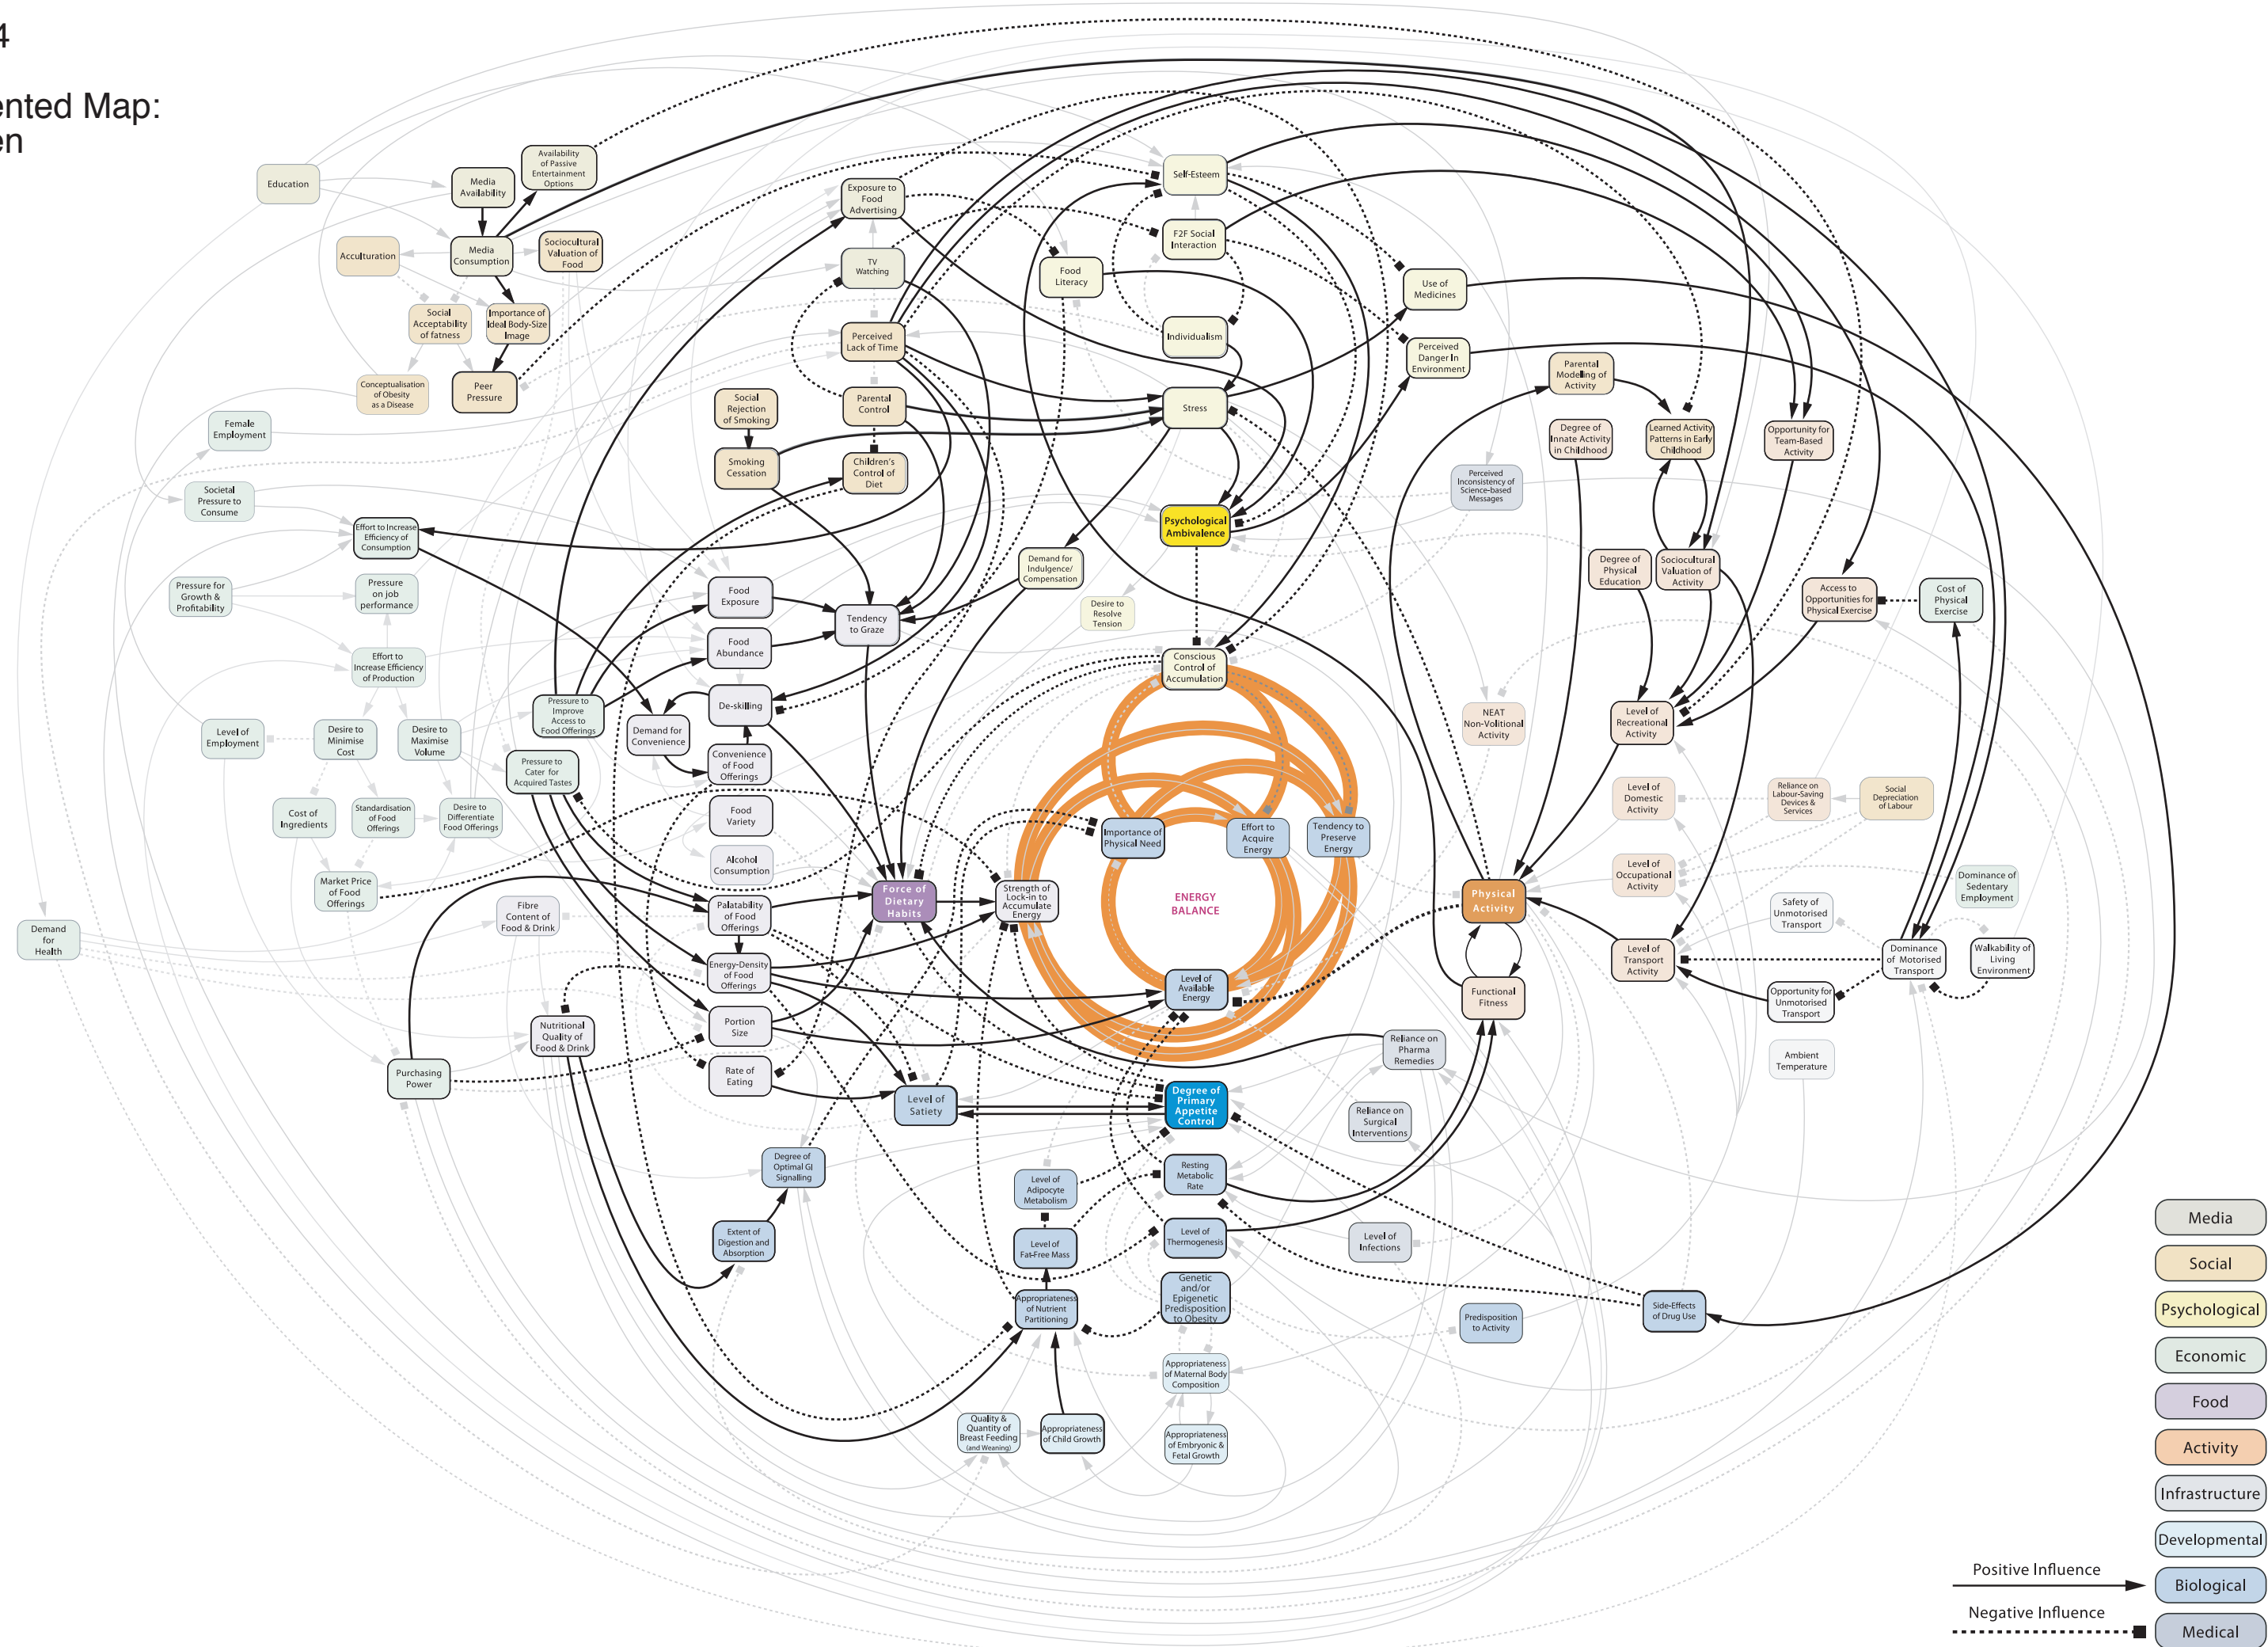 4
ented Map:
en
Education
Media
Availability
Availability
of Passive
Entertainment
Options
Acculturation
Media
Consumption
Sociocultural
Valuation of
Food
Social
Acceptability
of fatness
Importance of
Ideal Body-Size
Image
Conceptualisation
of Obesity
as a Disease
Peer
Pressure
Female
Employment
Societal
Pressure to
Consume
Effort to Increase
Efficiency of
Consumption
Pressure for
Growth &
Profitability
Pressure
on job
performance
Effort to
Increase Efficiency
of Production
Level of
Employment
Desire to
Minimise
Cost
Desire to
Maximise
Volume
Pressure to
Improve
Access to
Food Offerings
Pressure to
Cater for
Acquired Tastes
Cost of
Ingredients
Standardisation
of Food
Offerings
Desire to
Differentiate
Food Offerings
Market Price
of Food
Offerings
Demand
for
Health
Fibre
Content of
Food & Drink
Nutritional
Quality of
Food & Drink
Purchasing
Power
Exposure to
Food
Advertising
TV
Watching
Perceived
Lack of Time
Parental
Control
Children's
Control of
Diet
Social
Rejection
of Smoking
Smoking
Cessation
Food
Exposure
Food
Abundance
Tendency
to Graze
De-skilling
Demand for
Convenience
Convenience
of Food
Offerings
Food
Variety
Alcohol
Consumption
Palatability
of Food
Offerings
Energy-Density
of Food
Offerings
Portion
Size
Rate of
Eating
Force of
Dietary
Habits
Strength of
Lock-in to
Accumulate
Energy
Level of
Satiety
Degree of
Optimal GI
Signalling
Extent of
Digestion and
Absorption
Self-Esteem
F2F Social
Interaction
Food
Literacy
Individualism
Stress
Use of
Medicines
Perceived
Danger In
Environment
Psychological
Ambivalence
Demand for
Indulgence/
Compensation
Desire to
Resolve
Tension
Perceived
Inconsistency of
Science-based
Messages
Conscious
Control of
Accumulation
Importance of
Physical Need
Effort to
Acquire
Energy
Tendency to
Preserve
Energy
ENERGY
BALANCE
Level of
Available
Energy
Degree of
Primary
Appetite
Control
Resting
Metabolic
Rate
Level of
Thermogenesis
Genetic
and/or
Epigenetic
Predisposition
to Obesity
Level of
Adipocyte
Metabolism
Level of
Fat-Free Mass
Appropriateness
of Nutrient
Partitioning
Appropriateness
of Maternal Body
Composition
Appropriateness
of Embryonic &
Fetal Growth
Quality &
Quantity of
Breast Feeding
(and Weaning)
Appropriateness
of Child Growth
Reliance on
Pharma
Remedies
Reliance on
Surgical
Interventions
Level of
Infections
Predisposition
to Activity
Side-Effects
of Drug Use
Parental
Modeling of
Activity
Degree of
Innate Activity
in Childhood
Learned Activity
Patterns in Early
Childhood
Opportunity for
Team-Based
Activity
Degree of
Physical
Education
Sociocultural
Valuation of
Activity
Access to
Opportunities for
Physical Exercise
Cost of
Physical
Exercise
NEAT
Non-Volitional
Activity
Level of
Recreational
Activity
Level of
Domestic
Activity
Reliance on
Labour-Saving
Devices &
Services
Social
Depreciation
of Labour
Level of
Occupational
Activity
Dominance of
Sedentary
Employment
Physical
Activity
Safety of
Unmotorised
Transport
Level of
Transport
Activity
Dominance
of Motorised
Transport
Walkability of
Living
Environment
Functional
Fitness
Opportunity for
Unmotorised
Transport
Ambient
Temperature
Media
Social
Psychological
Economic
Food
Activity
Infrastructure
Developmental
Positive Influence
Biological
Negative Influence
Medical